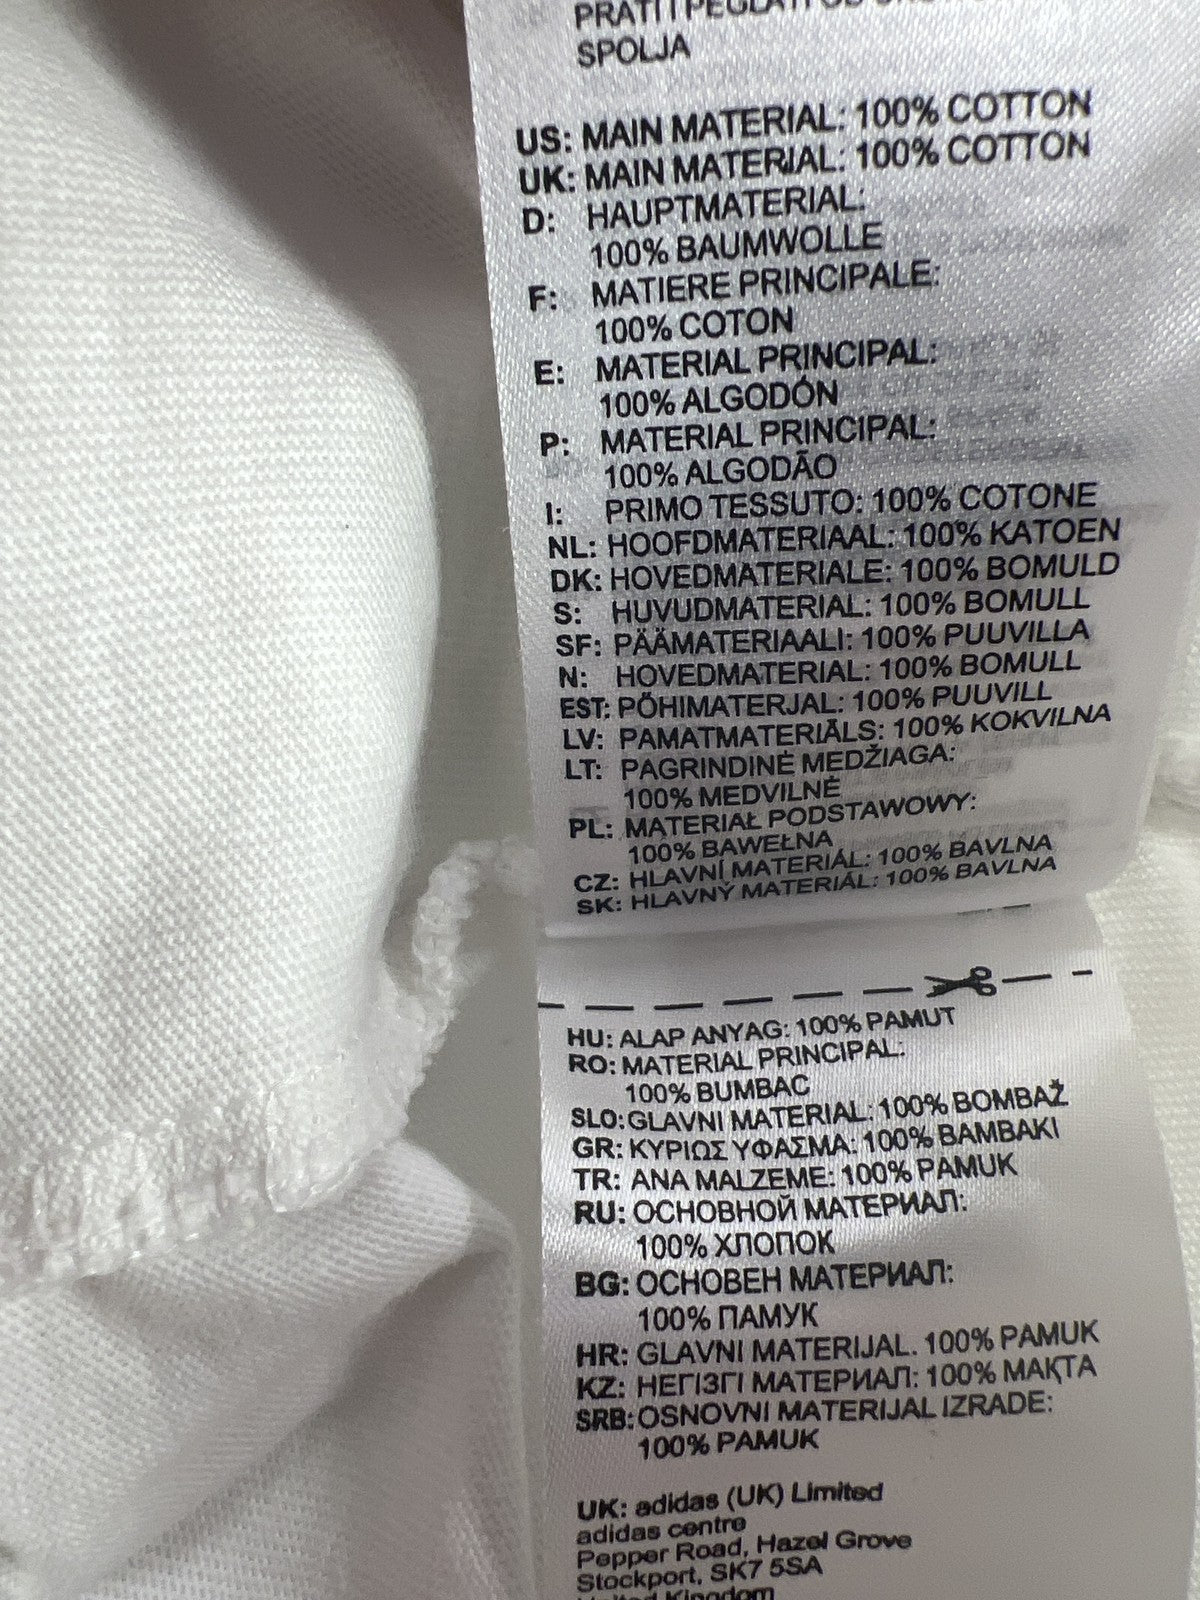 SPOLJA
US: MAIN MATERIAL: 100% COTTON
UK: MAIN MATERIAL: 100% COTTON
D: HAUPTMATERIAL:
100% BAUMWOLLE
F: MATIERE PRINCIPALE:
100% COTON
E: MATERIAL PRINCIPAL:
100% ALGODÓN
P: MATERIAL PRINCIPAL:
100% ALGODÃO
I: PRIMO TESSUTO: 100% COTONE
NL: HOOFDMATERIAAL: 100% KATOEN
DK: HOVEDMATERIALE: 100% BOMULD
S: HUVUDMATERIAL: 100% BOMULL
SF: PÄÄMATERIAALI: 100% PUUVILLA
N: HOVEDMATERIAL: 100% BOMULL
EST: PÕHIMATERJAL: 100% PUUVILL
LV: PAMATMATERIĀLS: 100% KOKVILNA
LT: PAGRINDINĖ MEDŽIAGA:
100% MEDVILNĖ
PL: MATERIAŁ PODSTAWOWY:
100% BAWEŁNA
CZ: HLAVNÍ MATERIÁL: 100% BAVLNA
SK: HLAVNÝ MATERIÁL: 100% BAVLNA
HU: ALAP ANYAG: 100% PAMUT
RO: MATERIAL PRINCIPAL:
100% BUMBAC
SLO: GLAVNI MATERIAL: 100% BOMBAŽ
GR: ΚΥΡΙΩΣ ΥΦΑΣΜΑ: 100% ΒΑΜΒΑΚΙ
TR: ANA MALZEME: 100% PAMUK
RU: ОСНОВНОЙ МАТЕРИАЛ:
100% ХЛОПОК
BG: ОСНОВЕН МАТЕРИАЛ:
100% ПАМУК
HR: GLAVNI MATERIJAL. 100% PAMUK
KZ: НЕГІЗГІ МАТЕРИАЛ: 100% МАҚТА
SRB: OSNOVNI MATERIJAL IZRADE:
100% PAMUK
UK: adidas (UK) Limited
adidas centre
Pepper Road, Hazel Grove
Stockport, SK7 5SA
United Kingdom